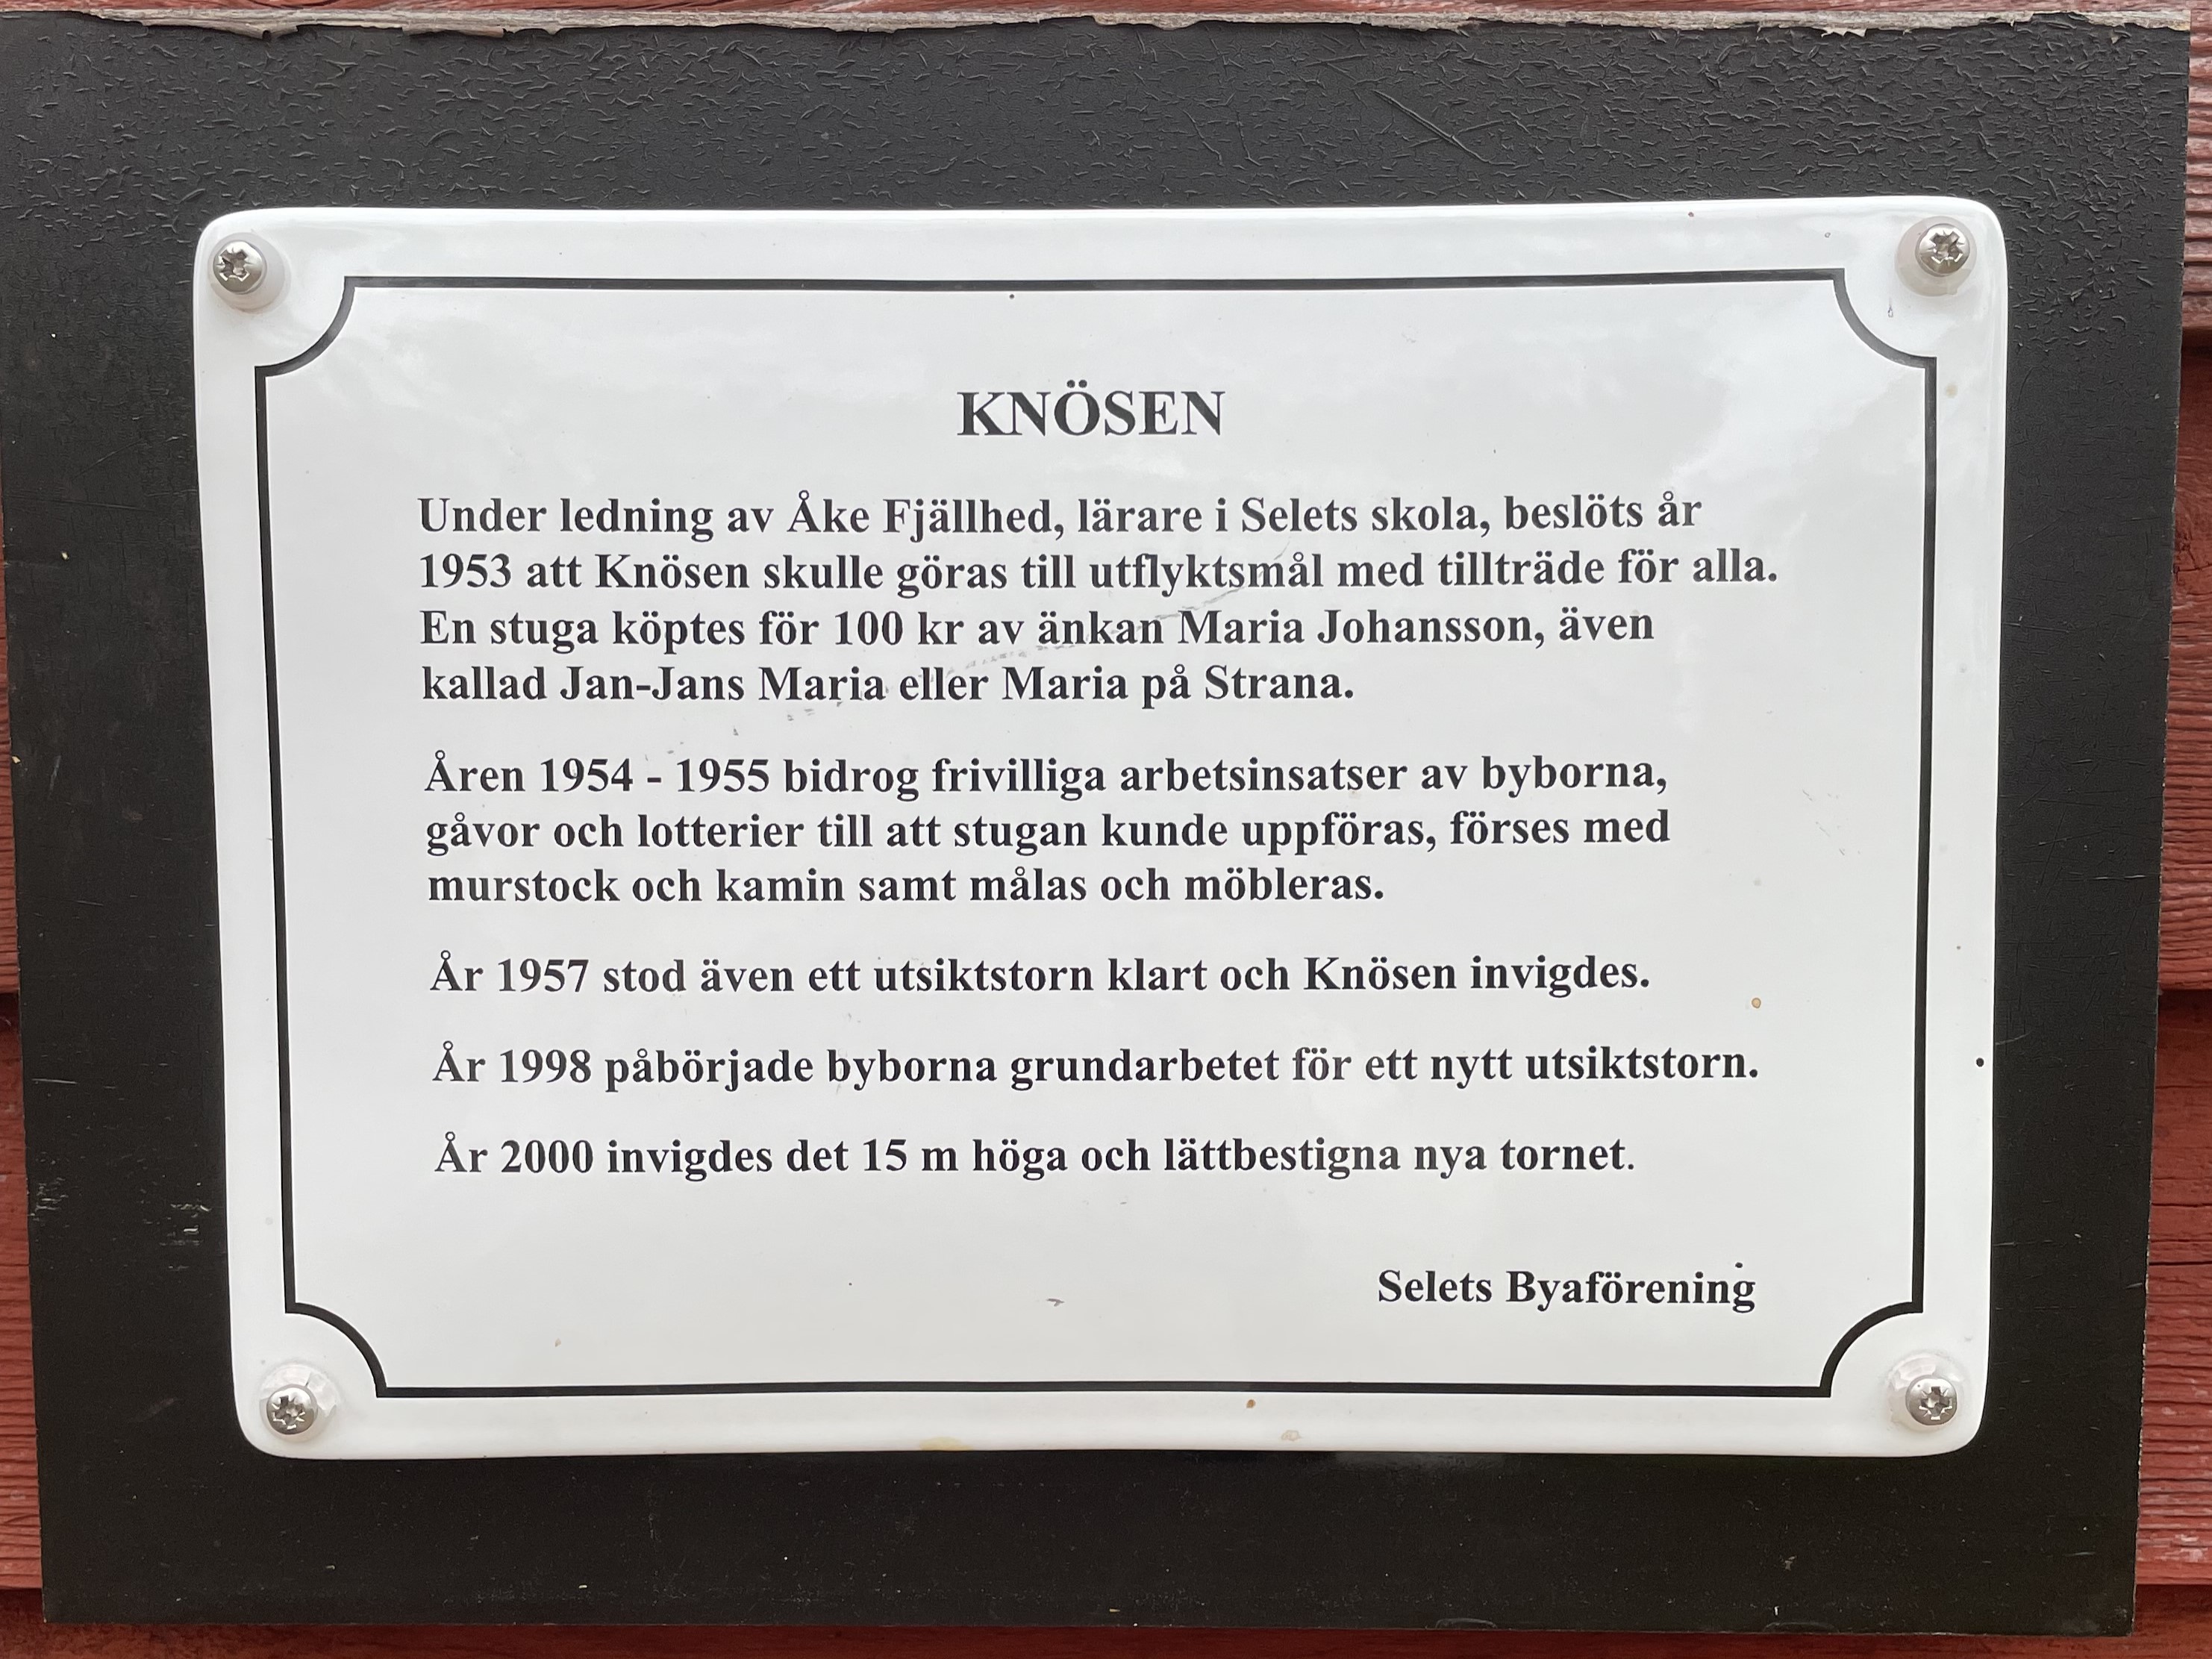 KNÖSEN
Under ledning av Åke Fjällhed, lärare i Selets skola, beslöts år
1953 att Knösen skulle göras till utflyktsmål med tillträde för alla.
En stuga köptes för 100 kr av änkan Maria Johansson, även
kallad Jan-Jans Maria eller Maria på Strana.
Åren 1954 - 1955 bidrog frivilliga arbetsinsatser av byborna,
gåvor och lotterier till att stugan kunde uppföras, förses med
murstock och kamin samt målas och möbleras.
År 1957 stod även ett utsiktstorn klart och Knösen invigdes.
År 1998 påbörjade byborna grundarbetet för ett nytt utsiktstorn.
År 2000 invigdes det 15 m höga och lättbestigna nya tornet.
Selets Byaförening